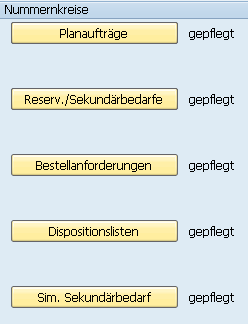 Nummernkreise
Planaufträge gepflegt
Reserv./Sekundärbedarfe gepflegt
Bestellanforderungen gepflegt
Dispositionslisten gepflegt
Sim. Sekundärbedarf gepflegt